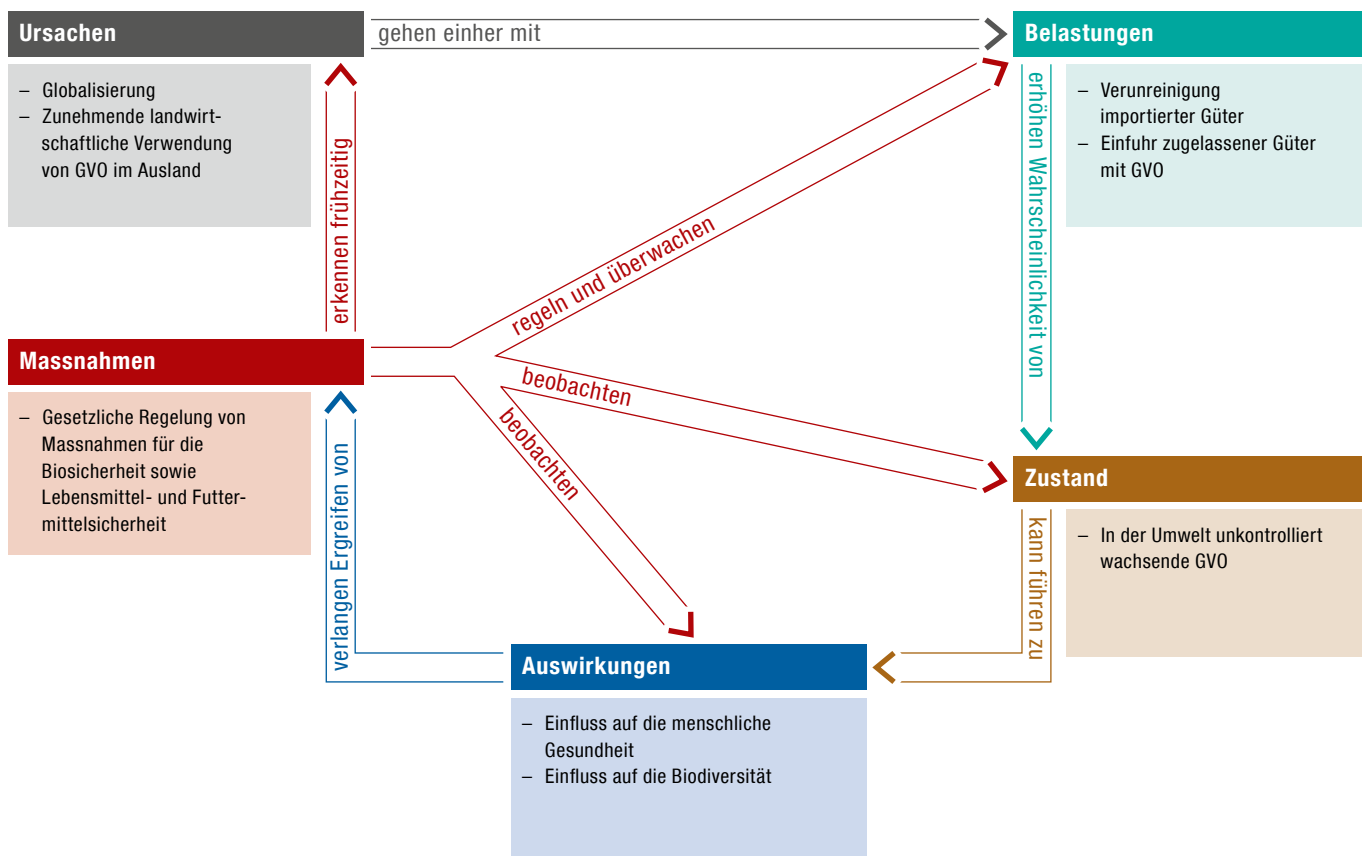 Ursachen
– Globalisierung
– Zunehmende landwirt-
schaftliche Verwendung
von GVO im Ausland
gehen einher mit
Belastungen
– Verunreinigung
importierter Güter
– Einfuhr zugelassener Güter
mit GVO
erkennen frühzeitig
regeln und überwachen
erhöhen Wahrscheinlichkeit von
Massnahmen
– Gesetzliche Regelung von
Massnahmen für die
Biosicherheit sowie
Lebensmittel- und Futter-
mittelsicherheit
beobachten
beobachten
Zustand
– In der Umwelt unkontrolliert
wachsende GVO
verlangen Ergreifen von
kann führen zu
Auswirkungen
– Einfluss auf die menschliche
Gesundheit
– Einfluss auf die Biodiversität